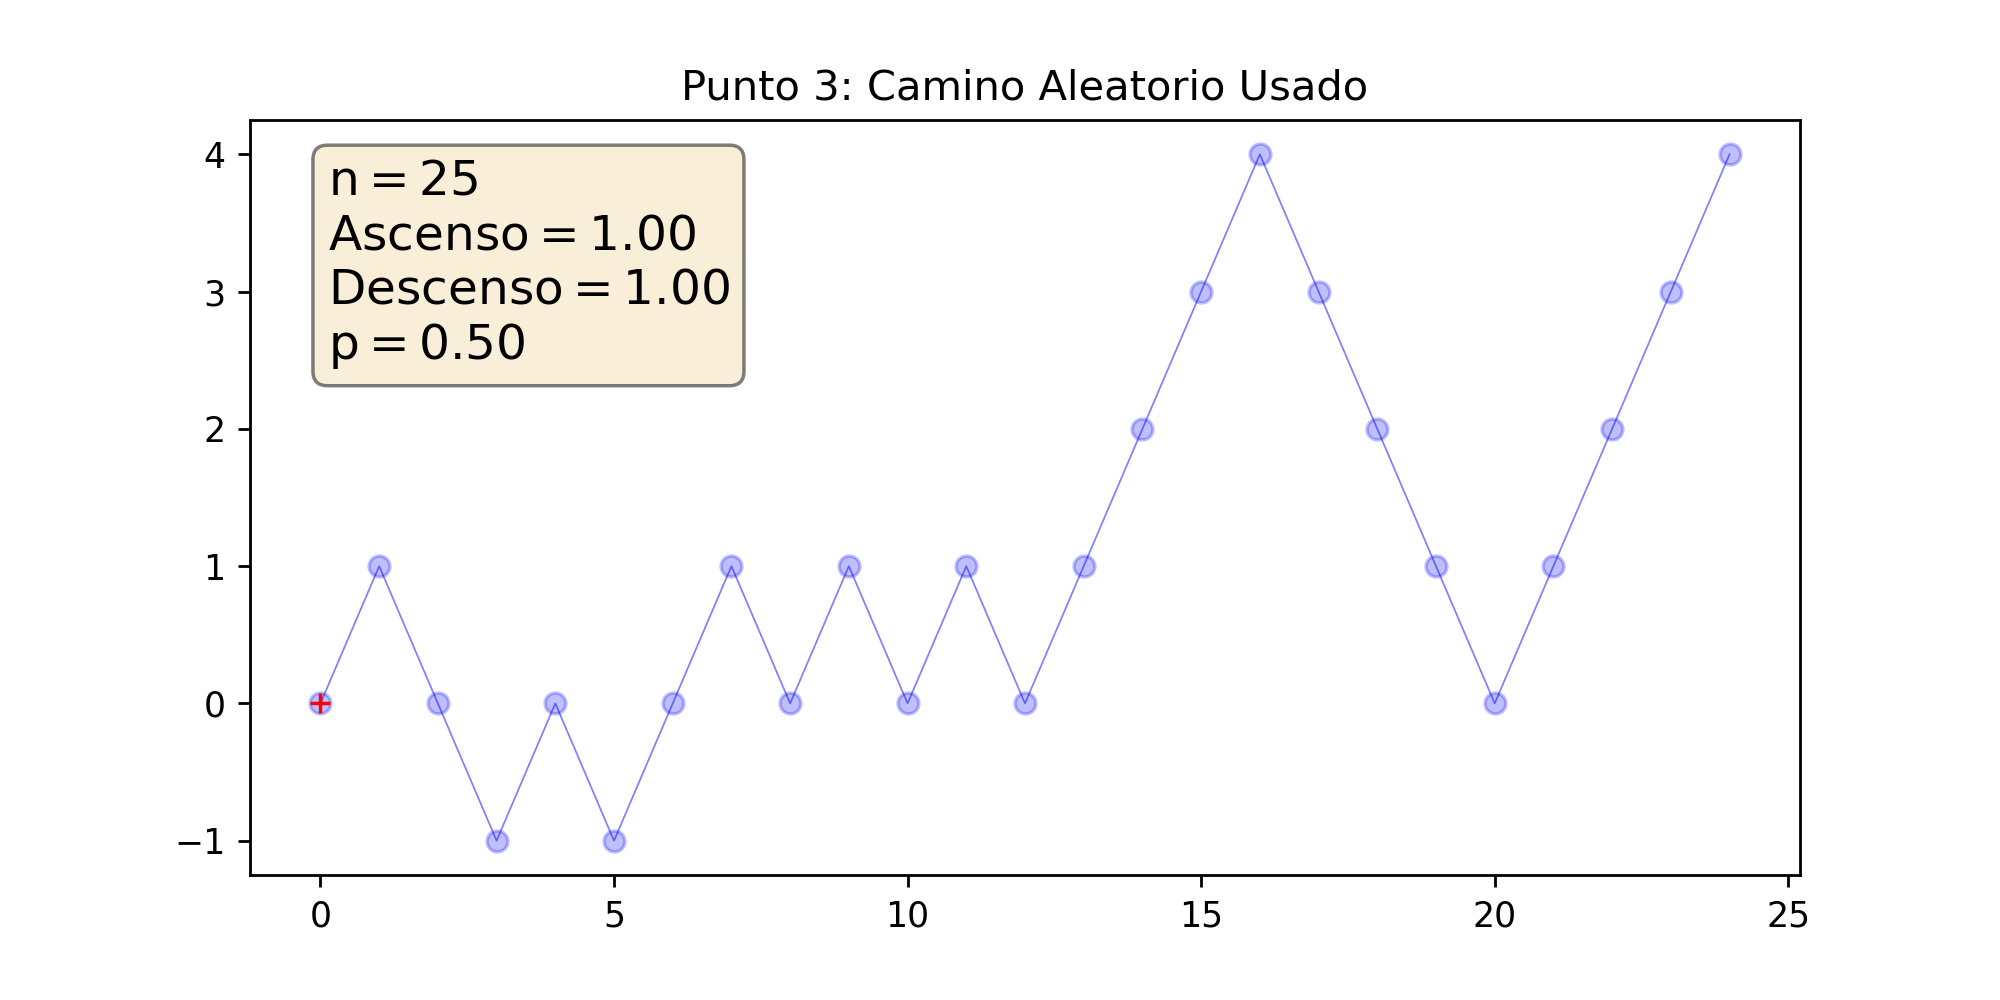 Punto 3: Camino Aleatorio Usado
n = 25
Ascenso = 1.00
Descenso = 1.00
p = 0.50
4
3
2
1
0
−1
0 5 10 15 20 25